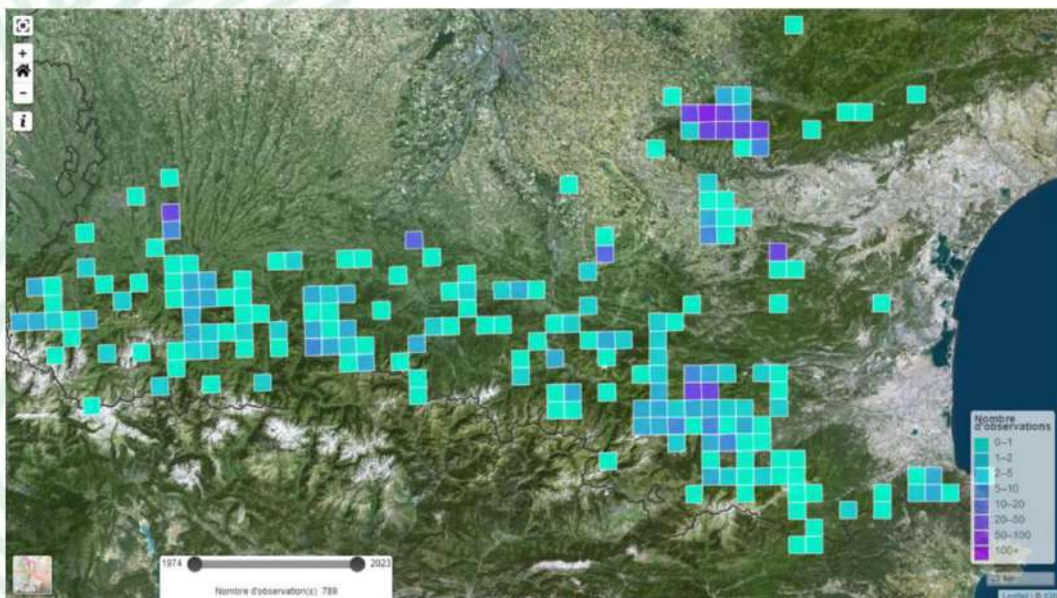 +
−
i
Nombre
d'observations
0–1
1–2
2–5
5–10
10–20
20–50
50–100
100+
1974
2023
Nombre d'observation(s): 789
Leaflet | ©